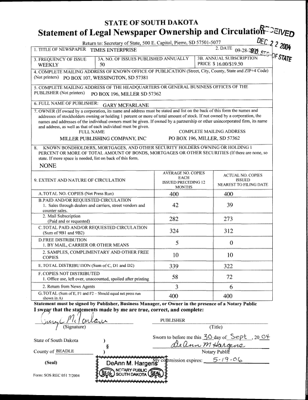 STATE OF SOUTH DAKOTA
Statement of Legal Newspaper Ownership and Circulation
RECEIVED
DEC 22 2004
Return to: Secretary of State, 500 E. Capitol, Pierre, SD 57501-5077
1. TITLE OF NEWSPAPER TIMES ENTERPRISE
2. DATE 09-28-
3. FREQUENCY OF ISSUE
WEEKLY
3A. NO. OF ISSUES PUBLISHED ANNUALLY
50
3B. ANNUAL SUBSCRIPTION
PRICE $ 16.00/$19.50
4. COMPLETE MAILING ADDRESS OF KNOWN OFFICE OF PUBLICATION (Street, City, County, State and ZIP+4 Code)
(Not printers) PO BOX 107, WESSINGTON, SD 57381
5. COMPLETE MAILING ADDRESS OF THE HEADQUARTERS OR GENERAL BUSINESS OFFICES OF THE
PUBLISHER (Not printers) PO BOX 196, MILLER SD 57362
6. FULL NAME OF PUBLISHER: GARY MCFARLANE
7. OWNER (If owned by a corporation, its name and address must be stated and list on the back of this form the names and
addresses of stockholders owning or holding 1 percent or more of total amount of stock. If not owned by a corporation, the
names and addresses of the individual owners must be given. If owned by a partnership or other unincorporated firm, its name
and address, as well as that of each individual must be given.
FULL NAME
COMPLETE MAILING ADDRESS
MILLER PUBLISHING COMPANY, INC
PO BOX 196, MILLER, SD 57362
8. KNOWN BONDHOLDERS, MORTGAGES, AND OTHER SECURITY HOLDERS OWNING OR HOLDING 1
PERCENT OR MORE OF TOTAL AMOUNT OF BONDS, MORTGAGES OR OTHER SECURITIES (If there are none, so
state. If more space is needed, list on back of this form.
NONE
9. EXTENT AND NATURE OF CIRCULATION
AVERAGE NO. COPIES
EACH
ISSUED PRECEDING 12
MONTHS
ACTUAL NO. COPIES
ISSUED
NEAREST TO FILING DATE
A.TOTAL NO. COPIES (Net Press Run) 400 400
B.PAID AND/OR REQUESTED CIRCULATION
1. Sales through dealers and carriers, street vendors and
counter sales. 42 39
2. Mail Subscription
(Paid and or requested) 282 273
C.TOTAL PAID AND/OR REQUESTED CIRCULATION
(Sum of 9B1 and 9B2) 324 312
D.FREE DISTRIBUTION
1. BY MAIL, CARRIER OR OTHER MEANS 5 0
2. SAMPLES, COMPLIMENTARY AND OTHER FREE
COPIES 10 10
E. TOTAL DISTRIBUTION (Sum of C, D1 and D2) 339 322
F. COPIES NOT DISTRIBUTED
1. Office use, left over, unaccounted, spoiled after printing 58 72
2. Return from News Agents 3 6
G.TOTAL (Sum of E, F1 and F2 - Should equal net press run
shown in A) 400 400
Statement must be signed by Publisher, Business Manager, or Owner in the presence of a Notary Public
I swear that the statements made by me are true, correct, and complete:
Gary McFarlane
PUBLISHER
(Signature)
(Title)
State of South Dakota )
§
County of BEADLE )
Sworn to before me this 30 day of Sept, 20 04
DeAnn M Hargens
Notary Public
(Seal)
DeAnn M. Hargens
NOTARY PUBLIC
SOUTH DAKOTA
commission expires: 5-19-06
Form: SOS REC 051 7/2004